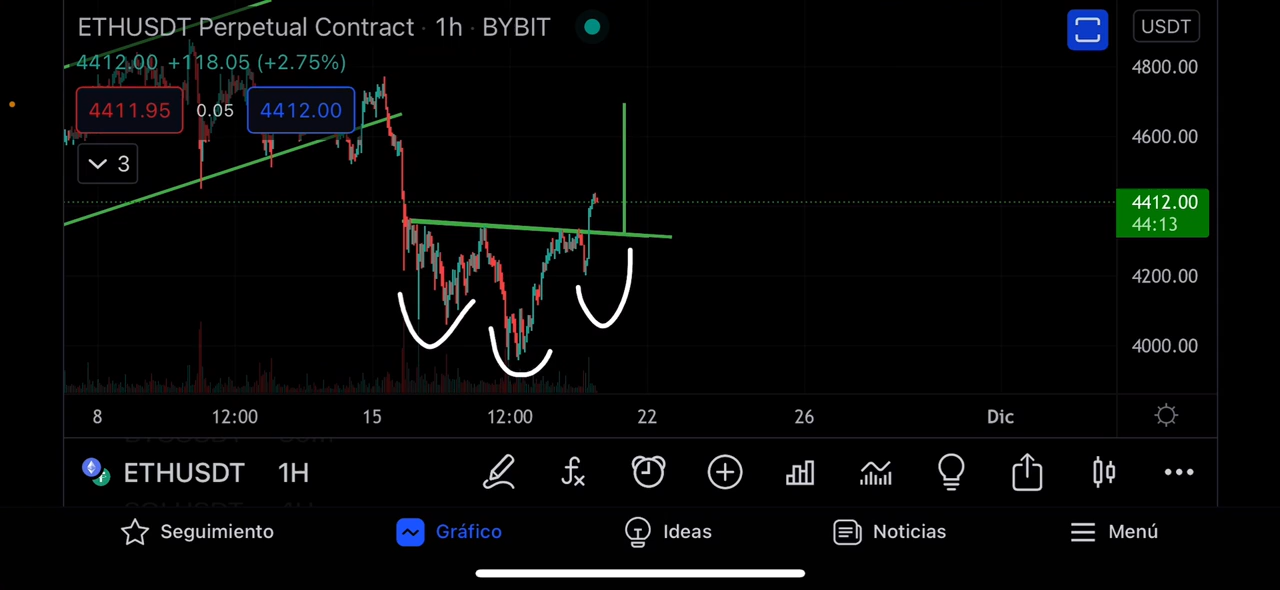 ETHUSDT Perpetual Contract · 1h · BYBIT
USDT
4412.00 +118.05 (+2.75%)
4411.95 0.05 4412.00
3
4800.00
4600.00
4412.00
44:13
4200.00
4000.00
8 12:00 15 12:00 22 26 Dic
ETHUSDT 1H
Seguimiento Gráfico Ideas Noticias Menú